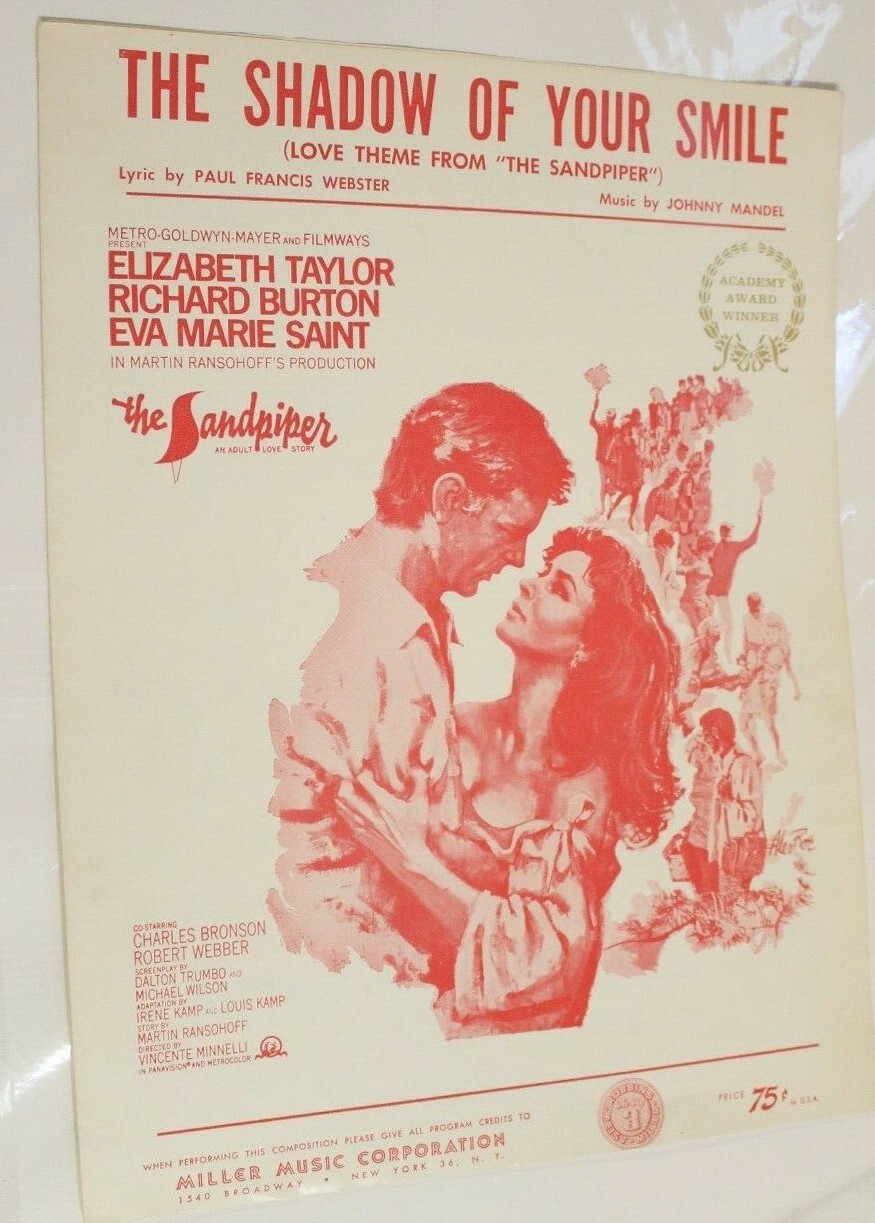 THE SHADOW OF YOUR SMILE
(LOVE THEME FROM "THE SANDPIPER")
Lyric by PAUL FRANCIS WEBSTER
Music by JOHNNY MANDEL
METRO-GOLDWYN-MAYER AND FILMWAYS
PRESENT
ELIZABETH TAYLOR
RICHARD BURTON
EVA MARIE SAINT
IN MARTIN RANSOHOFF'S PRODUCTION
the Sandpiper
AN ADULT LOVE STORY
ACADEMY
AWARD
WINNER
CO-STARRING
CHARLES BRONSON
ROBERT WEBBER
SCREENPLAY BY
DALTON TRUMBO AND
MICHAEL WILSON
ADAPTATION BY
IRENE KAMP AND LOUIS KAMP
STORY BY
MARTIN RANSOHOFF
DIRECTED BY
VINCENTE MINNELLI
IN PANAVISION® AND METROCOLOR
WHEN PERFORMING THIS COMPOSITION PLEASE GIVE ALL PROGRAM CREDITS TO
MILLER MUSIC CORPORATION
1540 BROADWAY • NEW YORK 36, N. Y.
PRICE 75¢ IN U.S.A.